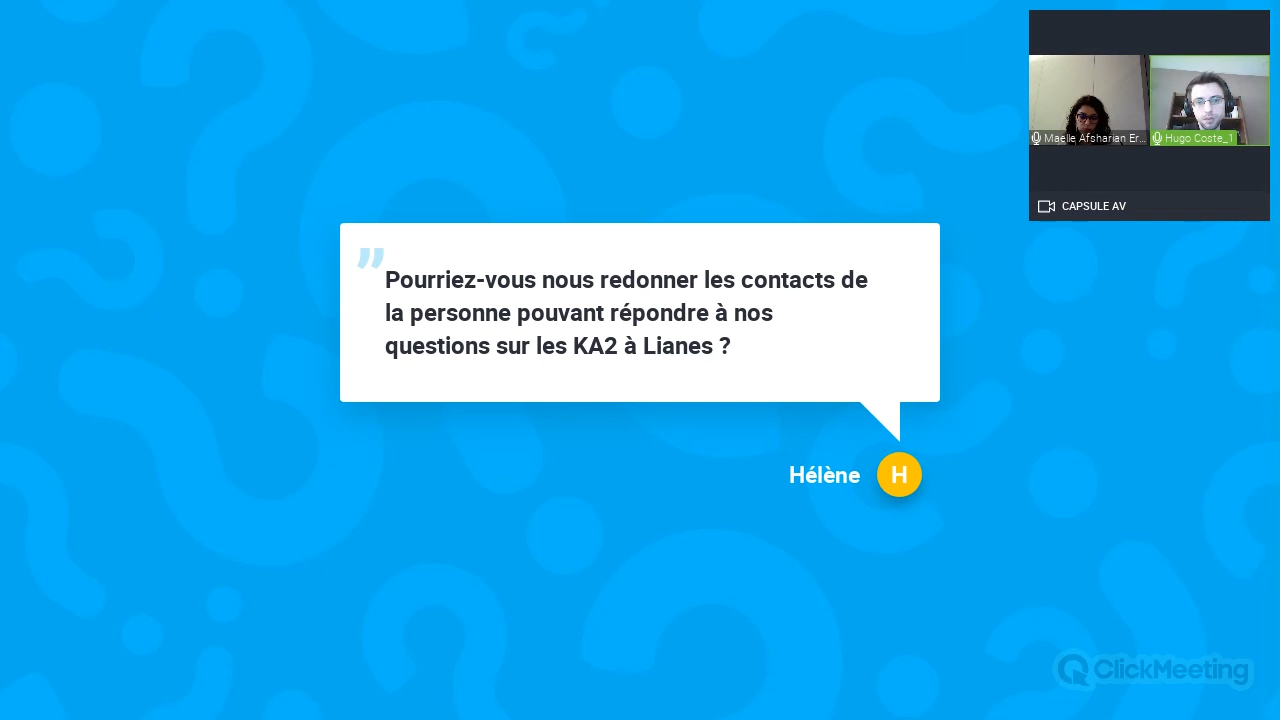 Maelle Afsharian Er...
Hugo Coste_1
CAPSULE AV
”
Pourriez-vous nous redonner les contacts de
la personne pouvant répondre à nos
questions sur les KA2 à Lianes ?
Hélène
H
ClickMeeting